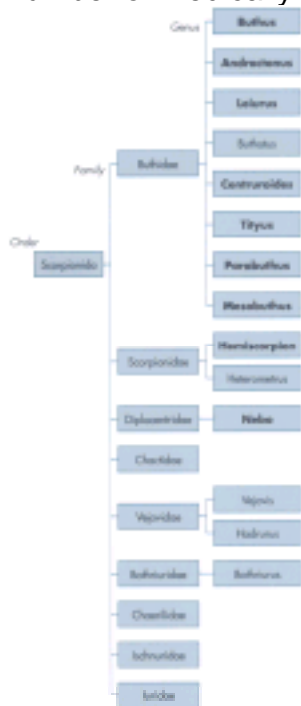 Genus
Buthus
Androctonus
Leiurus
Buthotus
Family
Buthidae
Centruroides
Tityus
Order
Scorpionida
Parabuthus
Mesobuthus
Hemiscorpion
Scorpionidae
Heterometrus
Diplocentridae
Nebo
Chactidae
Vejovis
Vejovidae
Hadrurus
Bothriuridae
Bothriurus
Chaerilidae
Ischnuridae
Iuridae